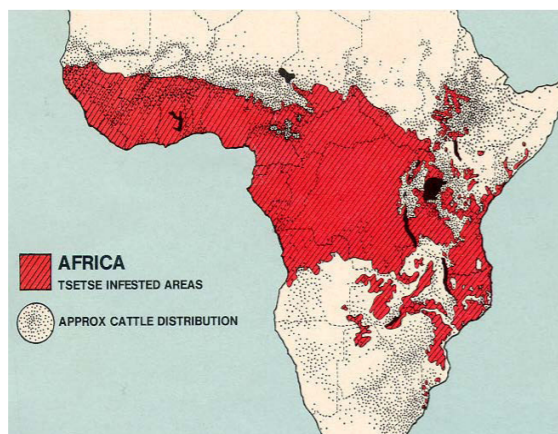 AFRICA
TSETSE INFESTED AREAS
APPROX CATTLE DISTRIBUTION